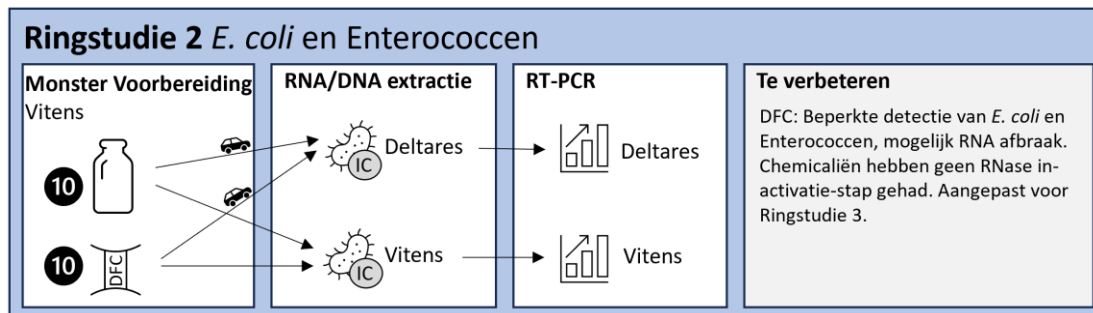 Ringstudie 2 E. coli en Enterococcen
Monster Voorbereiding
Vitens
10
10
DFC
RNA/DNA extractie
IC
Deltares
IC
Vitens
RT-PCR
Deltares
Vitens
Te verbeteren
DFC: Beperkte detectie van E. coli en
Enterococcen, mogelijk RNA afbraak.
Chemicaliën hebben geen RNase in-
activatie-stap gehad. Aangepast voor
Ringstudie 3.